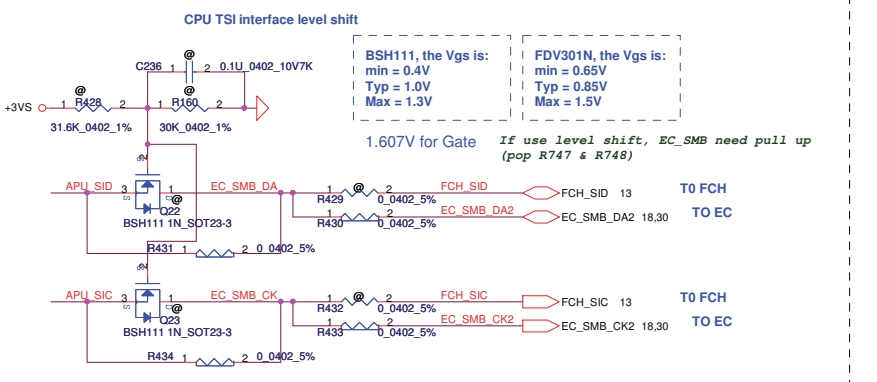 CPU TSI interface level shift
@
C236 1 2 0.1U_0402_10V7K
BSH111, the Vgs is:
min = 0.4V
Typ = 1.0V
Max = 1.3V
FDV301N, the Vgs is:
min = 0.65V
Typ = 0.85V
Max = 1.5V
@ @
+3VS 1 R428 2 1 R160 2
31.6K_0402_1% 30K_0402_1%
1.607V for Gate
If use level shift, EC_SMB need pull up
(pop R747 & R748)
G 2
APU_SID 3 1 EC_SMB_DA
S D @
Q22
BSH111 1N_SOT23-3
1 @ 2 FCH_SID FCH_SID 13 T0 FCH
R429 0_0402_5%
1 2 EC_SMB_DA2 EC_SMB_DA2 18,30 TO EC
R430 0_0402_5%
R431 1 2 0_0402_5%
G 2
APU_SIC 3 1 EC_SMB_CK
S D @
Q23
BSH111 1N_SOT23-3
1 @ 2 FCH_SIC FCH_SIC 13 T0 FCH
R432 0_0402_5%
1 2 EC_SMB_CK2 EC_SMB_CK2 18,30 TO EC
R433 0_0402_5%
R434 1 2 0_0402_5%